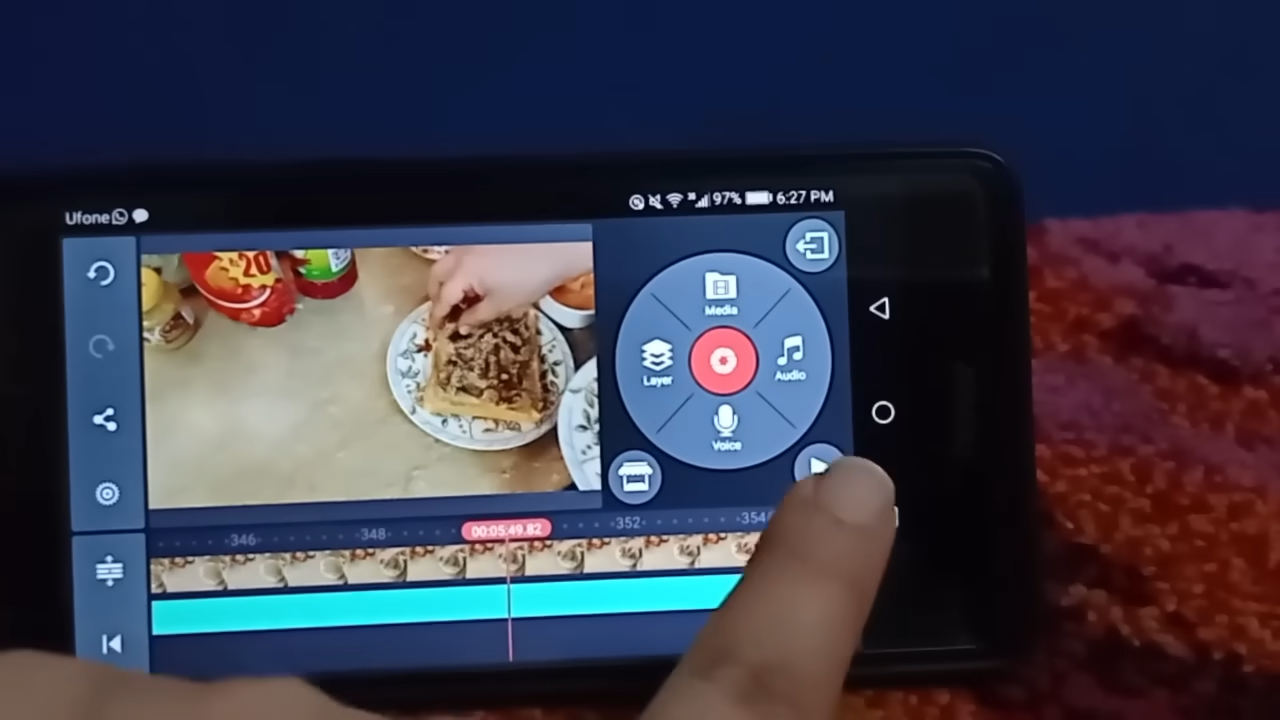 Ufone
97% 6:27 PM
20
Media
Layer
Audio
Voice
-346-
-348-
00:05:49.82
-352-
-354